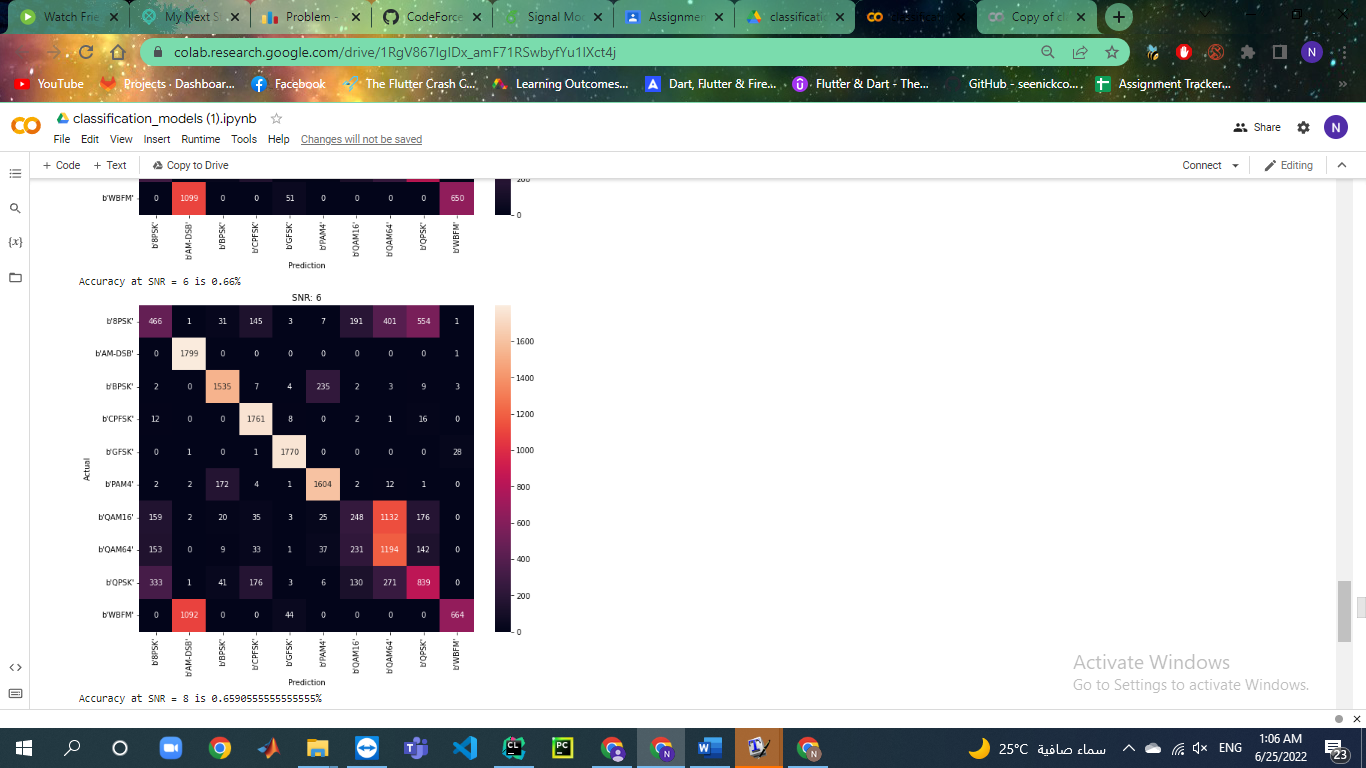 Watch Frie
My Next S
Problem -
CodeForce
Signal Mo
Assignmen
classificatio
Copy of cl
colab.research.google.com/drive/1RgV867IgIDx_amF71RSwbyfYu1IXct4j
N
YouTube
Projects · Dashboar...
Facebook
The Flutter Crash C...
Learning Outcomes...
Dart, Flutter & Fire...
Flutter & Dart - The...
GitHub - seenickco...
Assignment Tracker...
»
classification_models (1).ipynb
File Edit View Insert Runtime Tools Help Changes will not be saved
Share
N
+ Code + Text Copy to Drive
Connect
Editing
{x}
b'WBFM' 0 1099 0 0 51 0 0 0 0 650
200
0
b'8PSK' b'AM-DSB' b'BPSK' b'CPFSK' b'GFSK' b'PAM4' b'QAM16' b'QAM64' b'QPSK' b'WBFM'
Prediction
Accuracy at SNR = 6 is 0.66%
SNR: 6
Actual
b'8PSK' 466 1 31 145 3 7 191 401 554 1
b'AM-DSB' 0 1799 0 0 0 0 0 0 0 1
b'BPSK' 2 0 1535 7 4 235 2 3 9 3
b'CPFSK' 12 0 0 1761 8 0 2 1 16 0
b'GFSK' 0 1 0 1 1770 0 0 0 0 28
b'PAM4' 2 2 172 4 1 1604 2 12 1 0
b'QAM16' 159 2 20 35 3 25 248 1132 176 0
b'QAM64' 153 0 9 33 1 37 231 1194 142 0
b'QPSK' 333 1 41 176 3 6 130 271 839 0
b'WBFM' 0 1092 0 0 44 0 0 0 0 664
1600
1400
1200
1000
800
600
400
200
0
b'8PSK' b'AM-DSB' b'BPSK' b'CPFSK' b'GFSK' b'PAM4' b'QAM16' b'QAM64' b'QPSK' b'WBFM'
Prediction
Accuracy at SNR = 8 is 0.6590555555555555%
Activate Windows
Go to Settings to activate Windows.
CL
PC
N
W
N
25°C سماء صافية
ENG
1:06 AM
6/25/2022
23